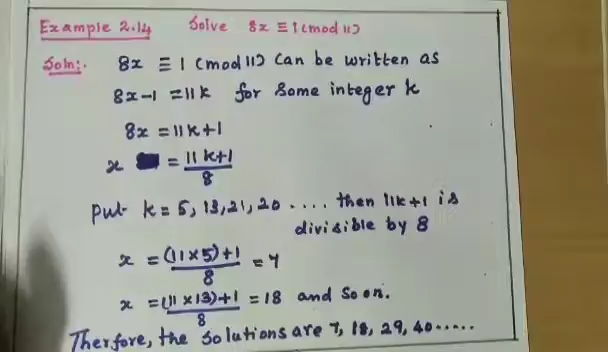 Example 2.14 Solve 8x ≡ 1 (mod 11)
Soln:. 8x ≡ 1 (mod 11) Can be written as
8x-1 = 11k for some integer k
8x = 11k+1
x = 11k+1
8
Put k = 5, 13, 21, 20 .... then 11k+1 is
divisible by 8
x = (11×5)+1 = 7
8
x = (11×13)+1 = 18 and So on.
8
Therfore, the Solutions are 7, 18, 29, 40.....